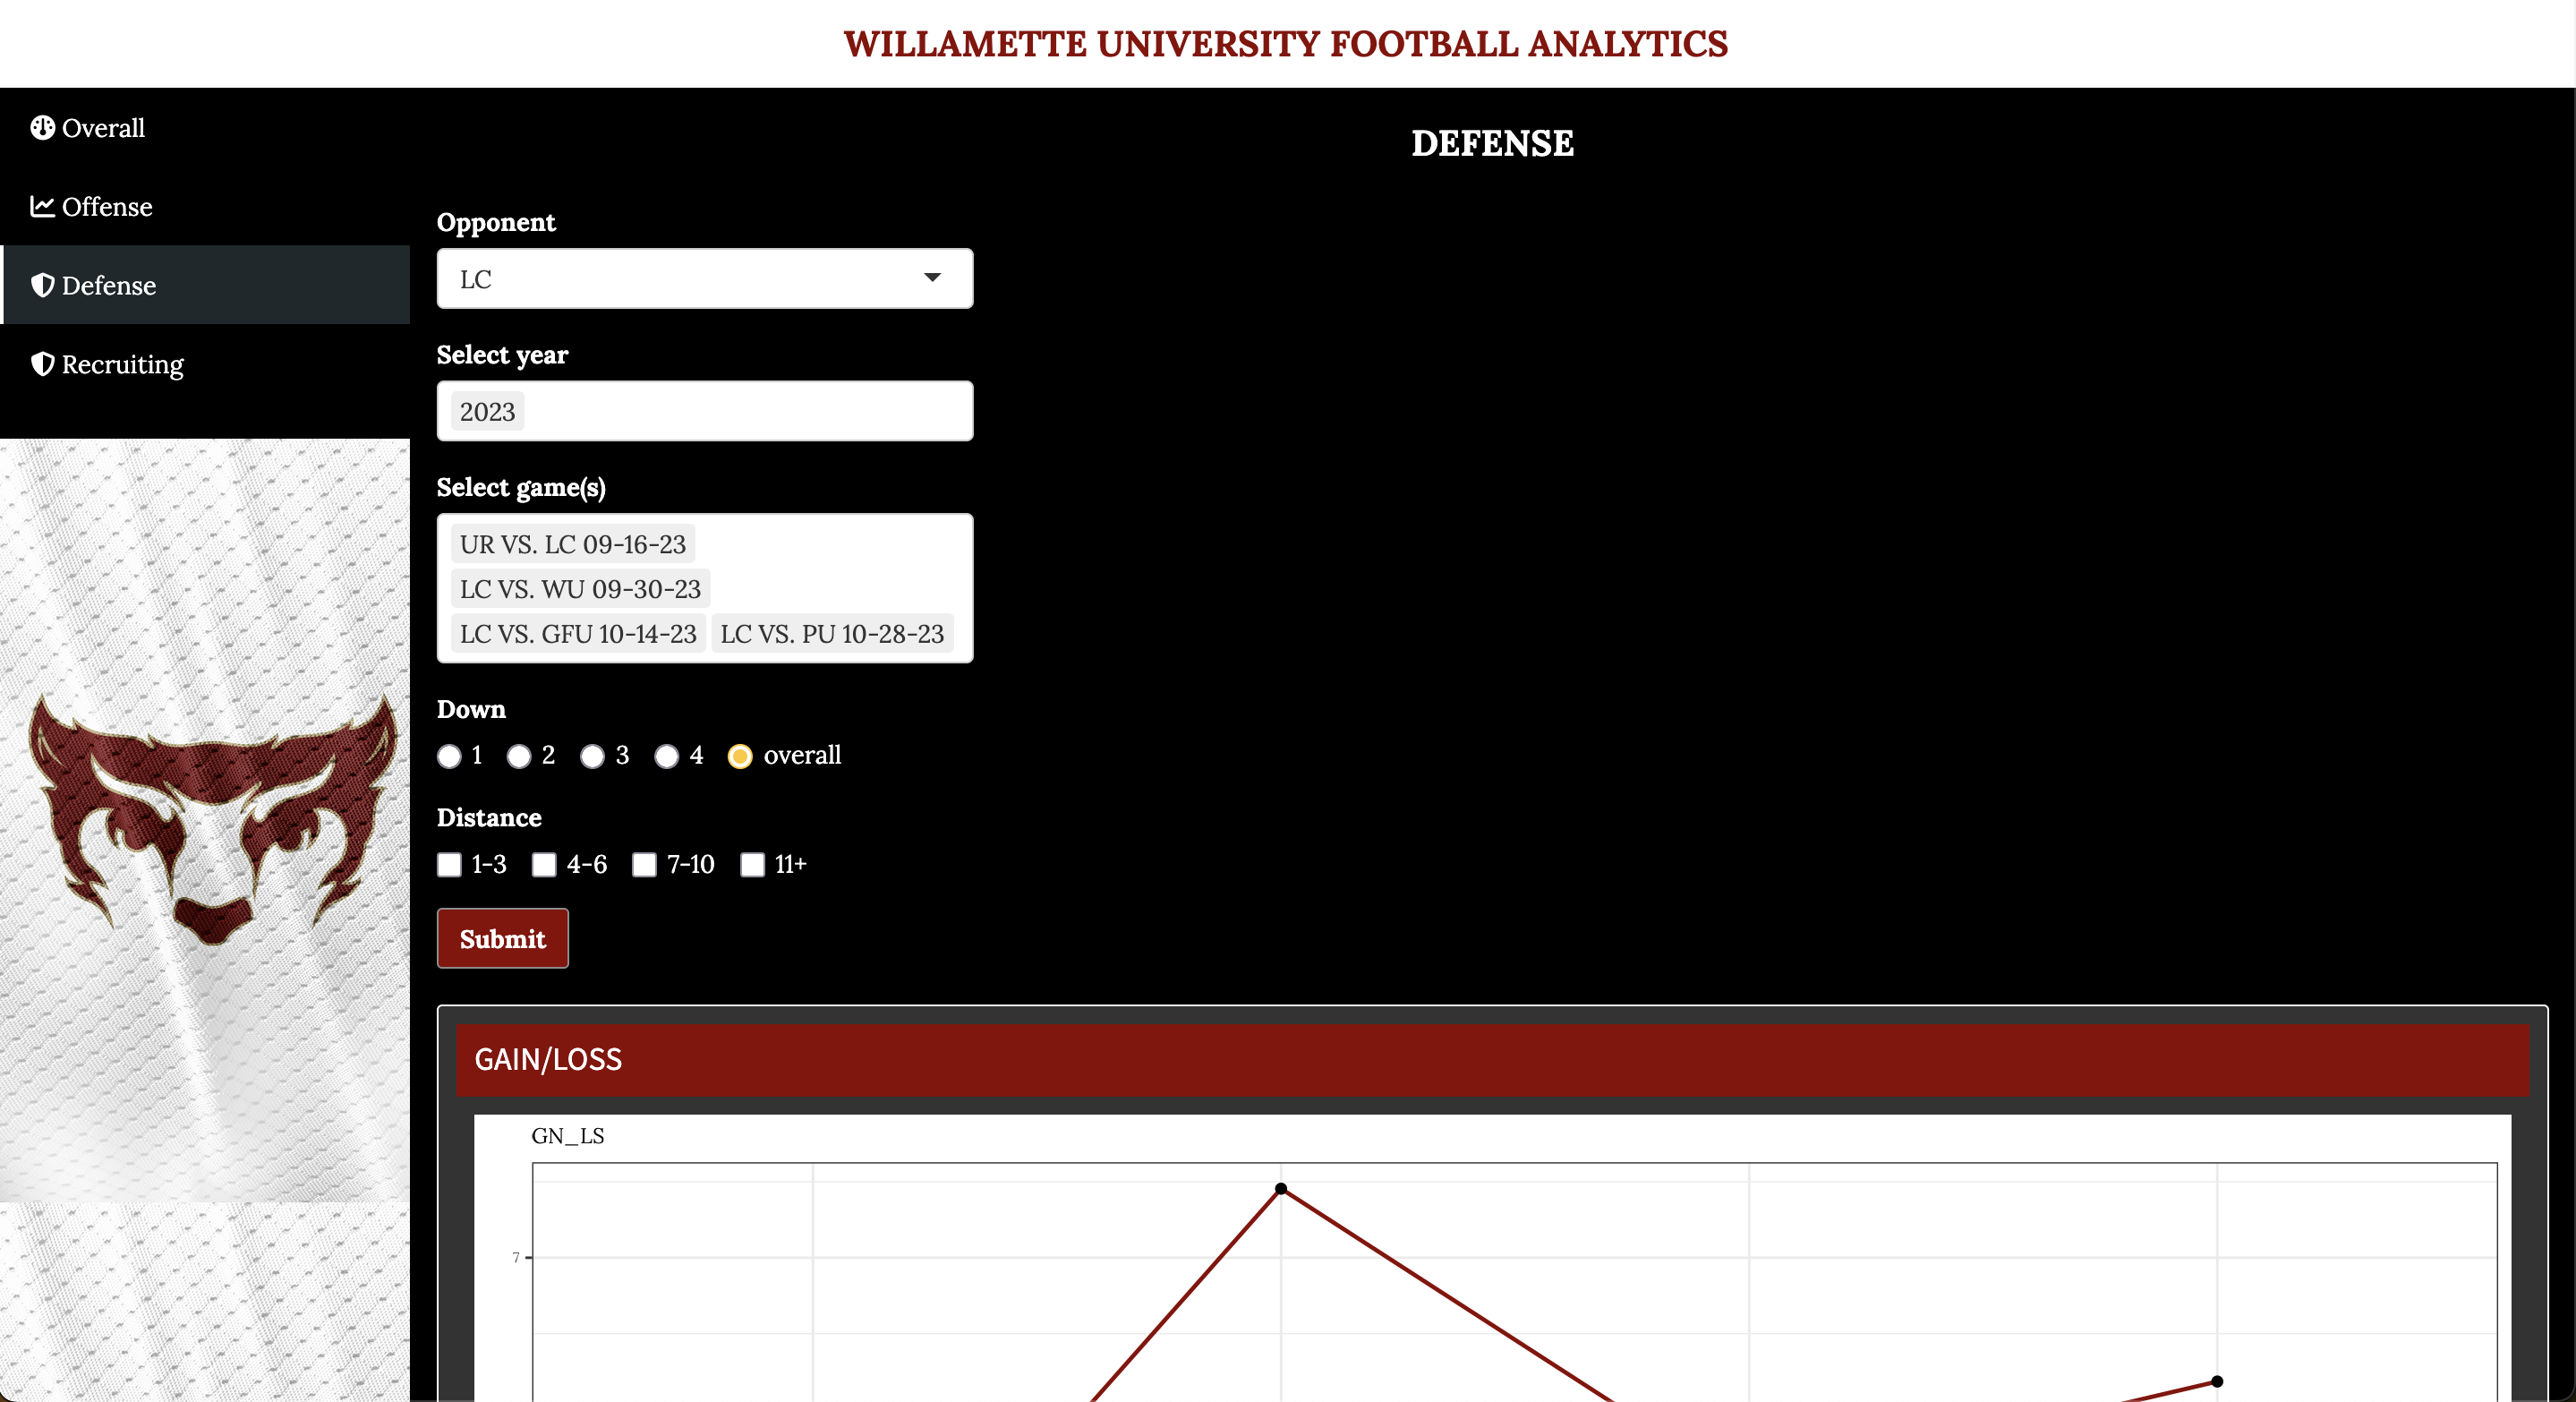 WILLAMETTE UNIVERSITY FOOTBALL ANALYTICS
Overall
Offense
Defense
Recruiting
DEFENSE
Opponent
LC
Select year
2023
Select game(s)
UR VS. LC 09-16-23
LC VS. WU 09-30-23
LC VS. GFU 10-14-23 LC VS. PU 10-28-23
Down
1 2 3 4 overall
Distance
1-3 4-6 7-10 11+
Submit
GAIN/LOSS
GN_LS
7